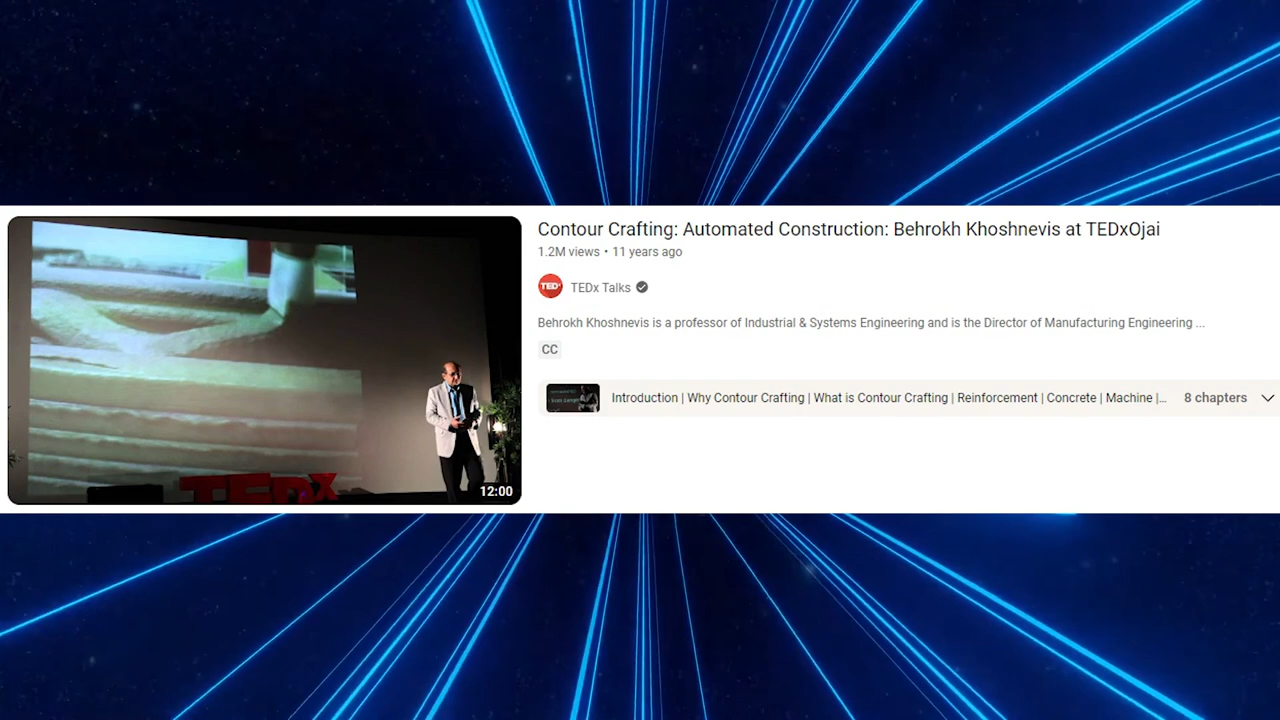 Contour Crafting: Automated Construction: Behrokh Khoshnevis at TEDxOjai
1.2M views • 11 years ago
TED
TEDx Talks
Behrokh Khoshnevis is a professor of Industrial & Systems Engineering and is the Director of Manufacturing Engineering ...
CC
Introduction | Why Contour Crafting | What is Contour Crafting | Reinforcement | Concrete | Machine |... 8 chapters
TEDx
12:00